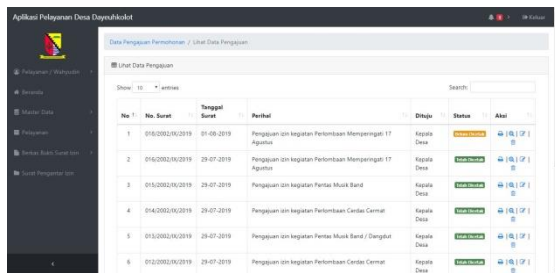 Aplikasi Pelayanan Desa Dayeuhkolot
Keluar
Data Pengajuan Permohonan / Lihat Data Pengajuan
Pelayanan / Wahyudin
Lihat Data Pengajuan
Beranda
Show 10 entries
Search:
Master Data
Pelayanan
Berkas Bukti Surat Izin
Surat Pengantar Izin
No No. Surat Tanggal Surat Perihal Dituju Status Aksi
1 018/2002/IX/2019 01-08-2019 Pengajuan izin kegiatan Perlombaan Memperingati 17 Agustus Kepala Desa
2 016/2002/IX/2019 29-07-2019 Pengajuan izin kegiatan Perlombaan Memperingati 17 Agustus Kepala Desa Telah Dicetak
3 015/2002/IX/2019 29-07-2019 Pengajuan izin kegiatan Pentas Musik Band Kepala Desa Telah Dicetak
4 014/2002/IX/2019 29-07-2019 Pengajuan izin kegiatan Perlombaan Cerdas Cermat Kepala Desa Telah Dicetak
5 013/2002/IX/2019 29-07-2019 Pengajuan izin kegiatan Pentas Musik Band / Dangdut Kepala Desa Telah Dicetak
6 012/2002/IX/2019 29-07-2019 Pengajuan izin kegiatan Perlombaan Cerdas Cermat Kepala Desa Telah Dicetak